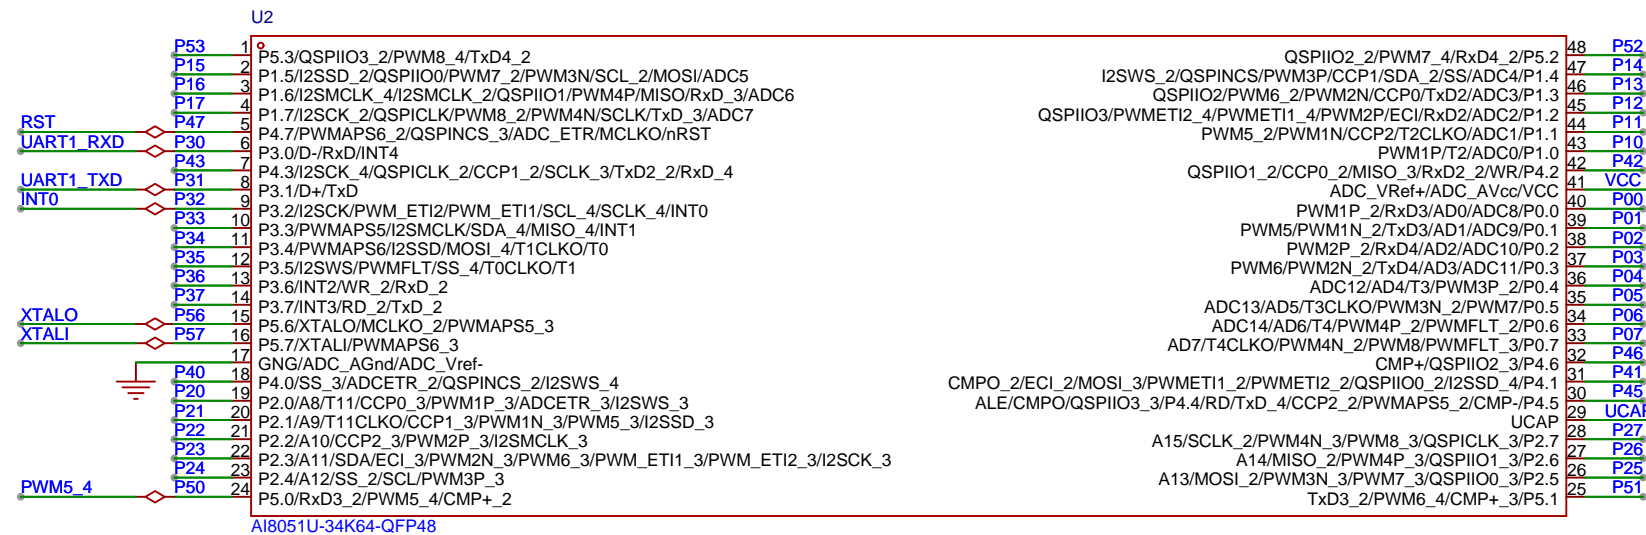 U2
P53 1 P5.3/QSPIIO3_2/PWM8_4/TxD4_2 QSPIIO2_2/PWM7_4/RxD4_2/P5.2 48 P52
P15 2 P1.5/I2SSD_2/QSPIIO0/PWM7_2/PWM3N/SCL_2/MOSI/ADC5 I2SWS_2/QSPINCS/PWM3P/CCP1/SDA_2/SS/ADC4/P1.4 47 P14
P16 3 P1.6/I2SMCLK_4/I2SMCLK_2/QSPIIO1/PWM4P/MISO/RxD_3/ADC6 QSPIIO2/PWM6_2/PWM2N/CCP0/TxD2/ADC3/P1.3 46 P13
P17 4 P1.7/I2SCK_2/QSPICLK/PWM8_2/PWM4N/SCLK/TxD_3/ADC7 QSPIIO3/PWMETI2_4/PWMETI1_4/PWM2P/ECI/RxD2/ADC2/P1.2 45 P12
RST P47 5 P4.7/PWMAPS6_2/QSPINCS_3/ADC_ETR/MCLKO/nRST PWM5_2/PWM1N/CCP2/T2CLKO/ADC1/P1.1 44 P11
UART1_RXD P30 6 P3.0/D-/RxD/INT4 PWM1P/T2/ADC0/P1.0 43 P10
P43 7 P4.3/I2SCK_4/QSPICLK_2/CCP1_2/SCLK_3/TxD2_2/RxD_4 QSPIIO1_2/CCP0_2/MISO_3/RxD2_2/WR/P4.2 42 P42
UART1_TXD P31 8 P3.1/D+/TxD ADC_VRef+/ADC_AVcc/VCC 41 VCC
INT0 P32 9 P3.2/I2SCK/PWM_ETI2/PWM_ETI1/SCL_4/SCLK_4/INT0 PWM1P_2/RxD3/AD0/ADC8/P0.0 40 P00
P33 10 P3.3/PWMAPS5/I2SMCLK/SDA_4/MISO_4/INT1 PWM5/PWM1N_2/TxD3/AD1/ADC9/P0.1 39 P01
P34 11 P3.4/PWMAPS6/I2SSD/MOSI_4/T1CLKO/T0 PWM2P_2/RxD4/AD2/ADC10/P0.2 38 P02
P35 12 P3.5/I2SWS/PWMFLT/SS_4/T0CLKO/T1 PWM6/PWM2N_2/TxD4/AD3/ADC11/P0.3 37 P03
P36 13 P3.6/INT2/WR_2/RxD_2 ADC12/AD4/T3/PWM3P_2/P0.4 36 P04
P37 14 P3.7/INT3/RD_2/TxD_2 ADC13/AD5/T3CLKO/PWM3N_2/PWM7/P0.5 35 P05
XTALO P56 15 P5.6/XTALO/MCLKO_2/PWMAPS5_3 ADC14/AD6/T4/PWM4P_2/PWMFLT_2/P0.6 34 P06
XTALI P57 16 P5.7/XTALI/PWMAPS6_3 AD7/T4CLKO/PWM4N_2/PWM8/PWMFLT_3/P0.7 33 P07
17 GNG/ADC_AGnd/ADC_Vref- CMP+/QSPIIO2_3/P4.6 32 P46
P40 18 P4.0/SS_3/ADCETR_2/QSPINCS_2/I2SWS_4 CMPO_2/ECI_2/MOSI_3/PWMETI1_2/PWMETI2_2/QSPIIO0_2/I2SSD_4/P4.1 31 P41
P20 19 P2.0/A8/T11/CCP0_3/PWM1P_3/ADCETR_3/I2SWS_3 ALE/CMPO/QSPIIO3_3/P4.4/RD/TxD_4/CCP2_2/PWMAPS5_2/CMP-/P4.5 30 P45
P21 20 P2.1/A9/T11CLKO/CCP1_3/PWM1N_3/PWM5_3/I2SSD_3 UCAP 29 UCAP
P22 21 P2.2/A10/CCP2_3/PWM2P_3/I2SMCLK_3 A15/SCLK_2/PWM4N_3/PWM8_3/QSPICLK_3/P2.7 28 P27
P23 22 P2.3/A11/SDA/ECI_3/PWM2N_3/PWM6_3/PWM_ETI1_3/PWM_ETI2_3/I2SCK_3 A14/MISO_2/PWM4P_3/QSPIIO1_3/P2.6 27 P26
P24 23 P2.4/A12/SS_2/SCL/PWM3P_3 A13/MOSI_2/PWM3N_3/PWM7_3/QSPIIO0_3/P2.5 26 P25
PWM5_4 P50 24 P5.0/RxD3_2/PWM5_4/CMP+_2 TxD3_2/PWM6_4/CMP+_3/P5.1 25 P51
AI8051U-34K64-QFP48